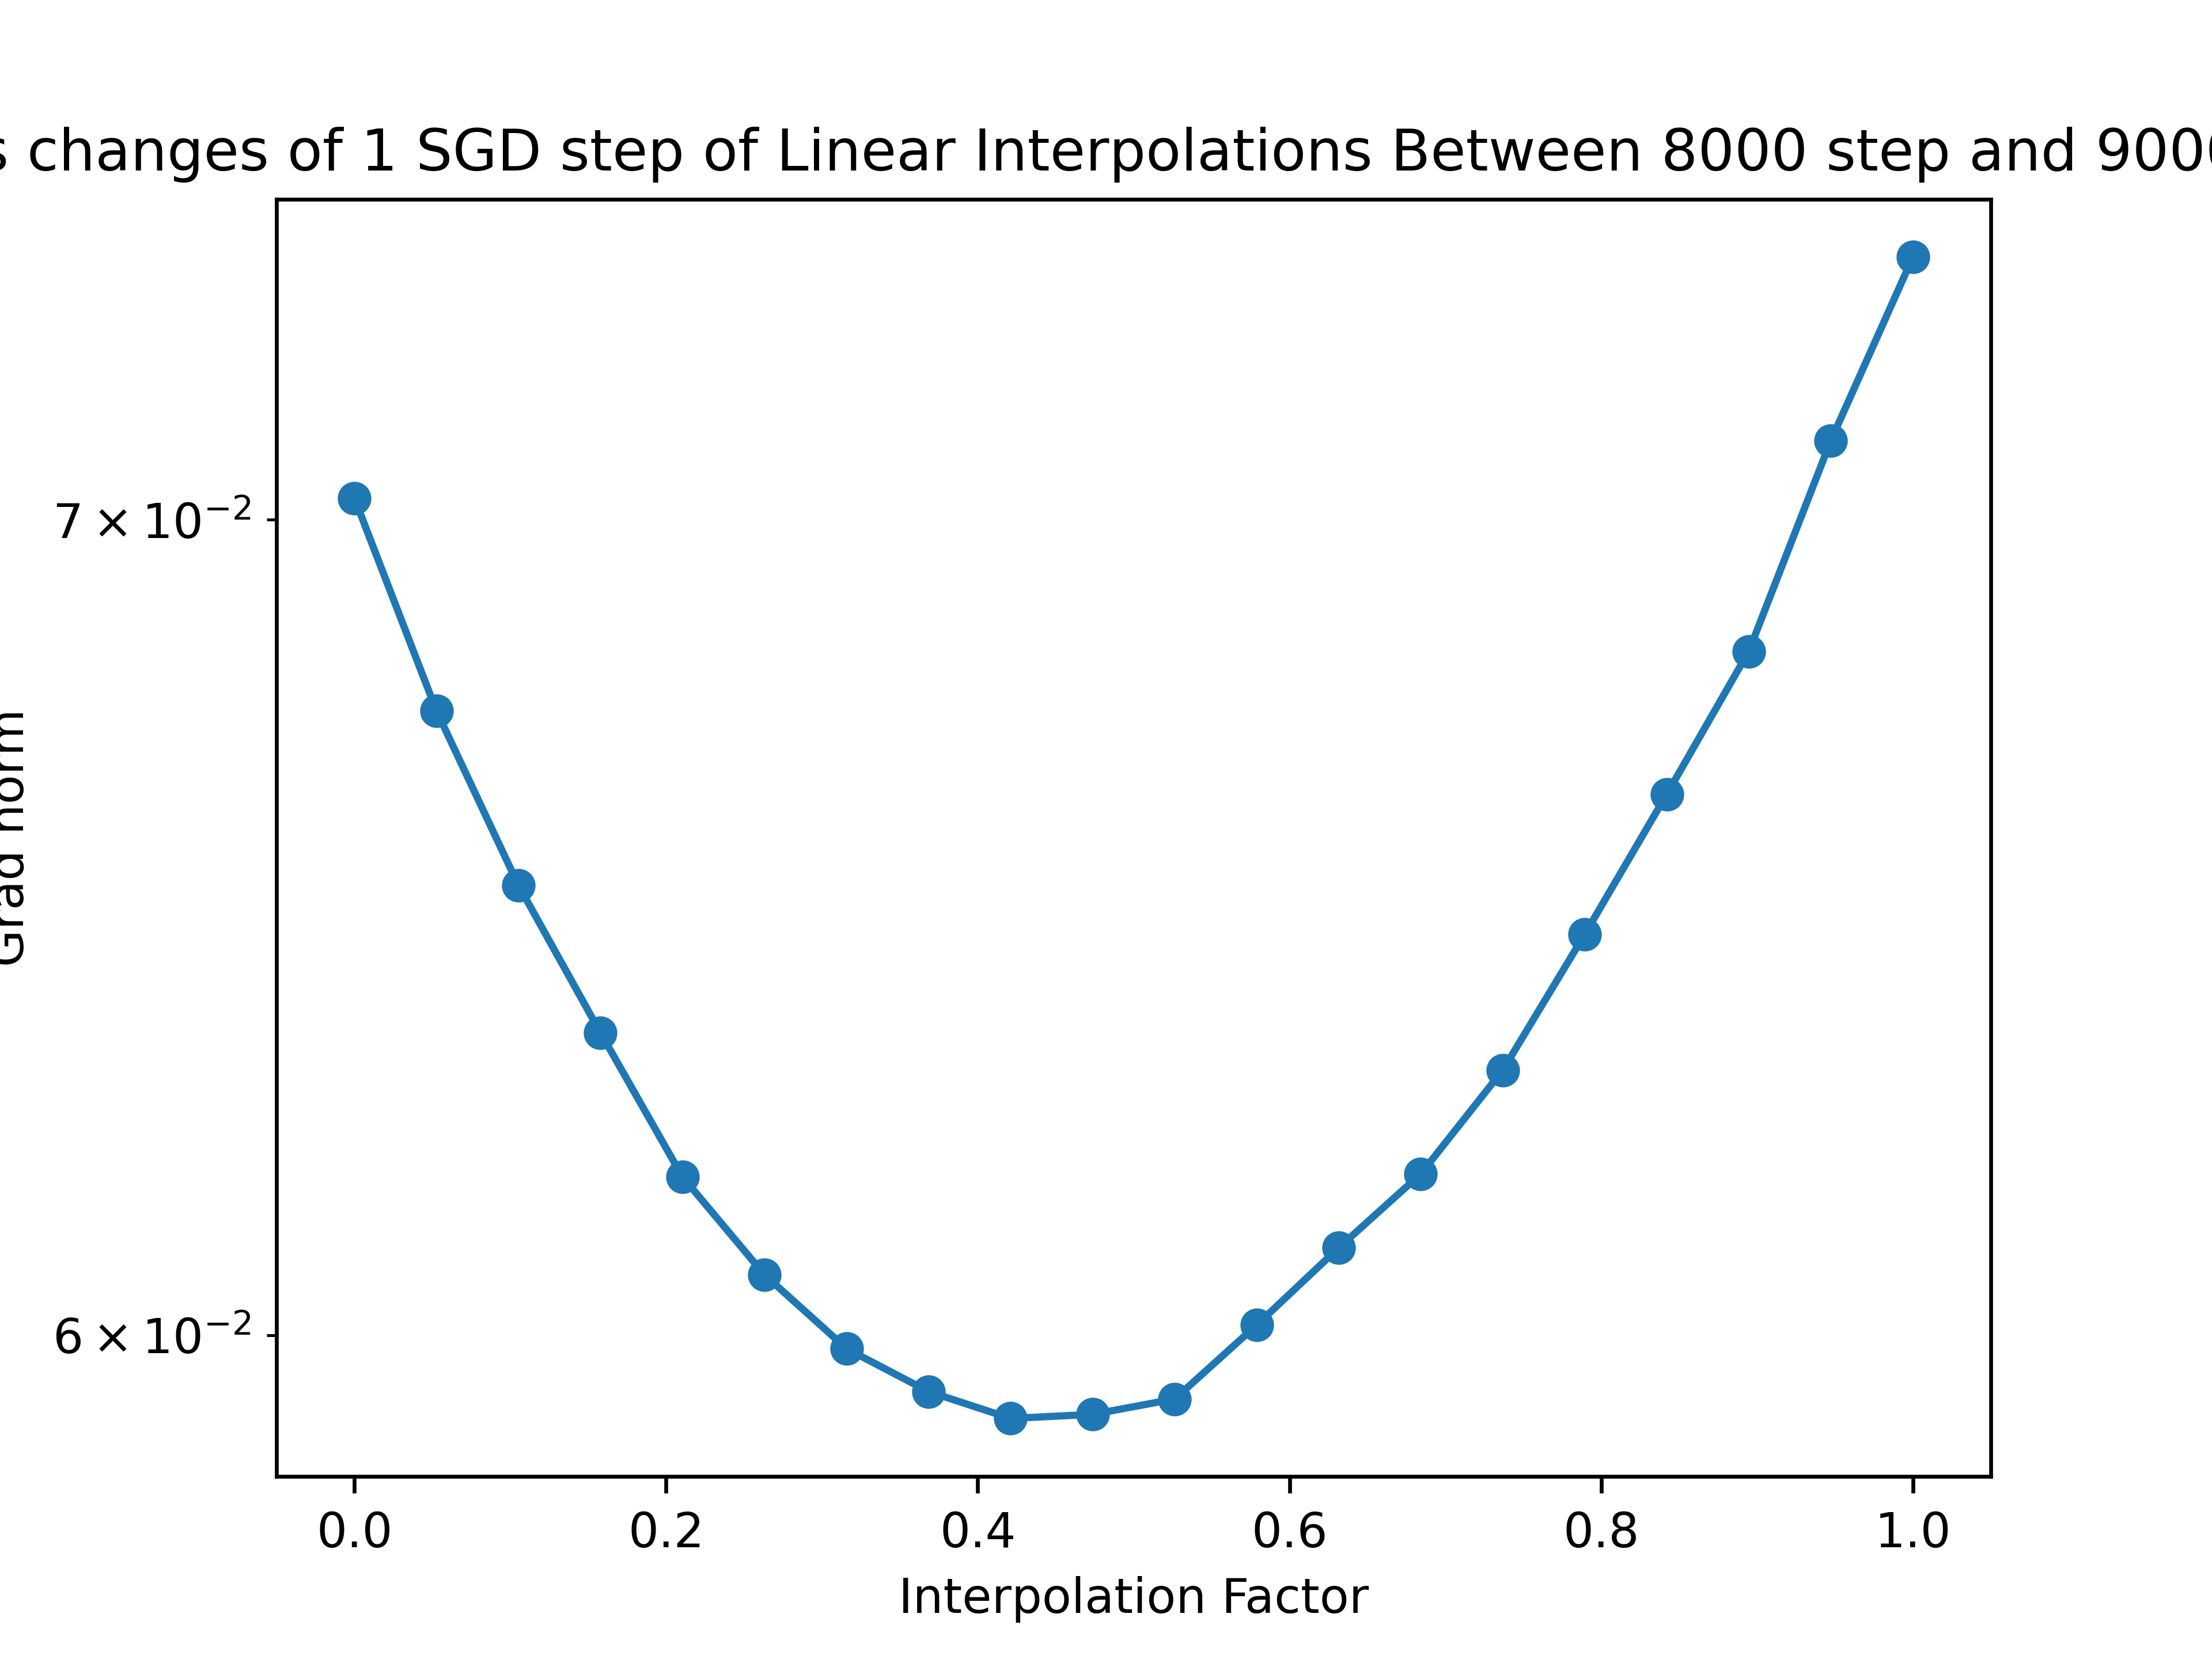 changes of 1 SGD step of Linear Interpolations Between 8000 step and 9000
Grad norm
7 × 10⁻²
6 × 10⁻²
0.0 0.2 0.4 0.6 0.8 1.0
Interpolation Factor